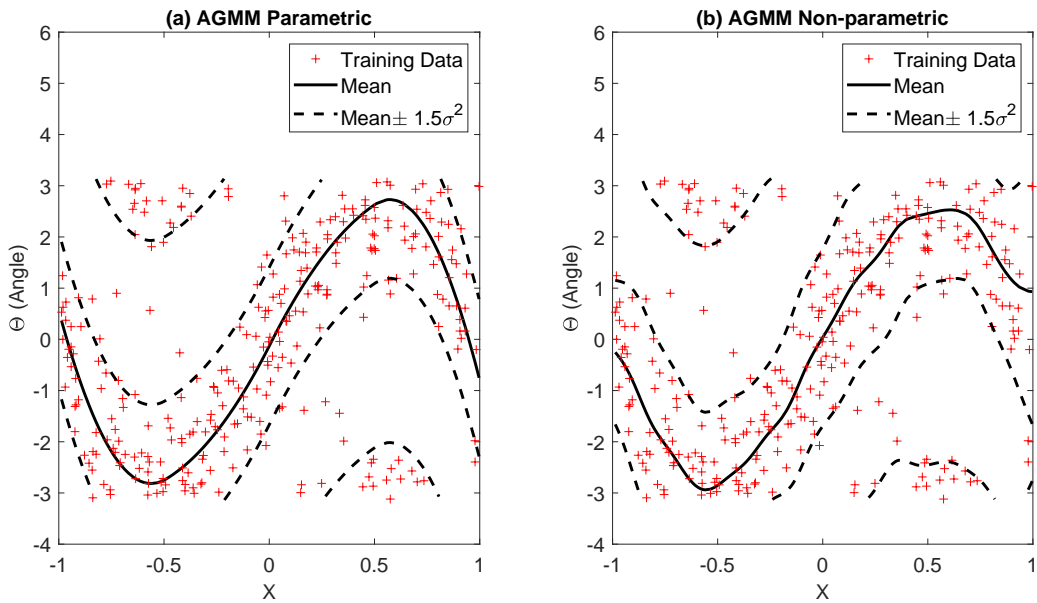 (a) AGMM Parametric
6
5
4
3
2
1
0
-1
-2
-3
-4
Θ (Angle)
-1
-0.5
0
0.5
1
X
Training Data
Mean
Mean± 1.5σ²
(b) AGMM Non-parametric
6
5
4
3
2
1
0
-1
-2
-3
-4
Θ (Angle)
-1
-0.5
0
0.5
1
X
Training Data
Mean
Mean± 1.5σ²